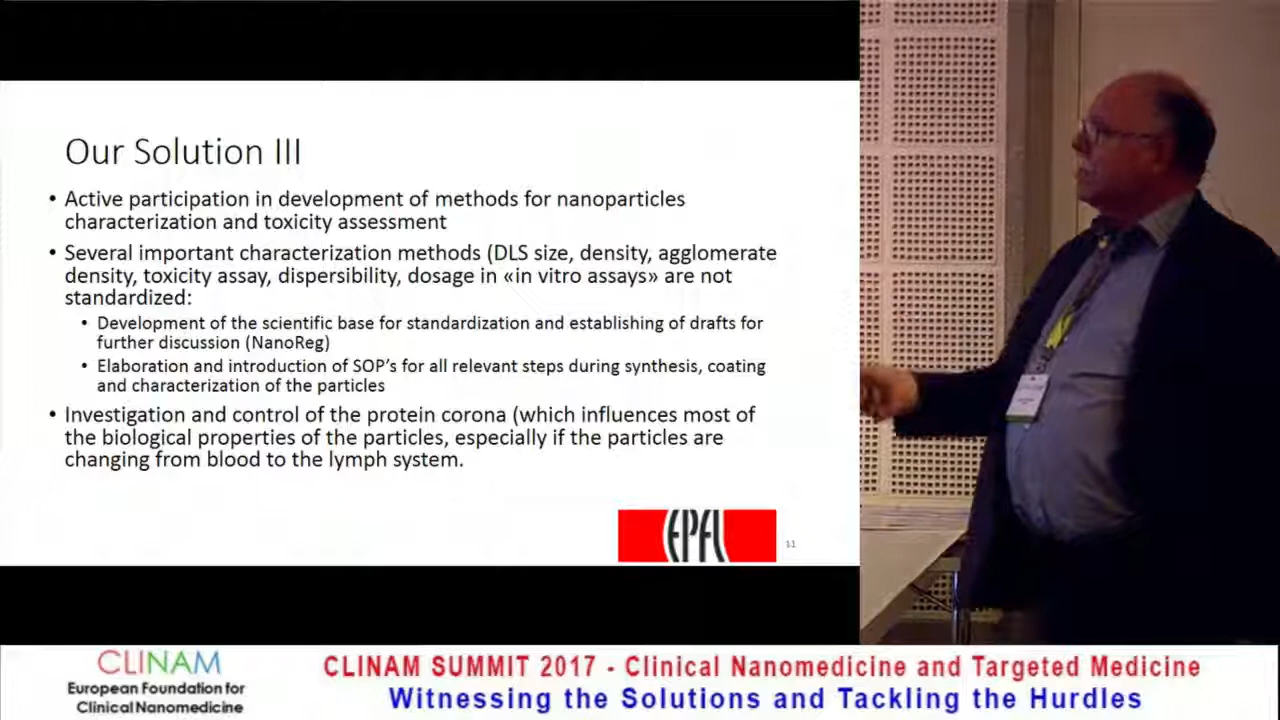 Our Solution III
• Active participation in development of methods for nanoparticles
characterization and toxicity assessment
• Several important characterization methods (DLS size, density, agglomerate
density, toxicity assay, dispersibility, dosage in «in vitro assays» are not
standardized:
• Development of the scientific base for standardization and establishing of drafts for
further discussion (NanoReg)
• Elaboration and introduction of SOP’s for all relevant steps during synthesis, coating
and characterization of the particles
• Investigation and control of the protein corona (which influences most of
the biological properties of the particles, especially if the particles are
changing from blood to the lymph system.
EPFL
11
CLINAM
European Foundation for
Clinical Nanomedicine
CLINAM SUMMIT 2017 - Clinical Nanomedicine and Targeted Medicine
Witnessing the Solutions and Tackling the Hurdles